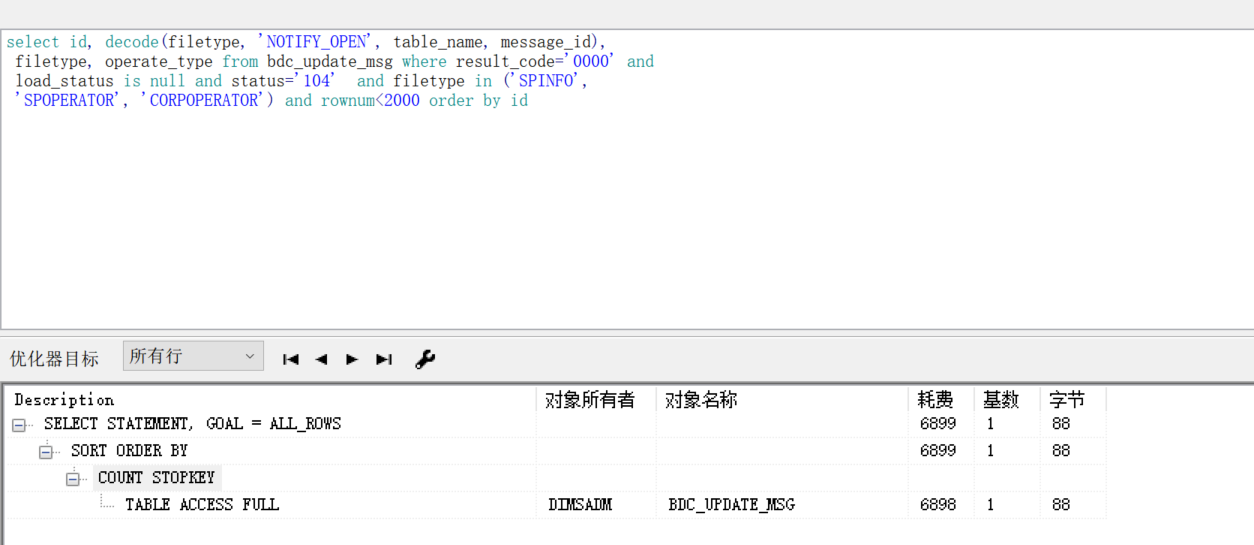 select id, decode(filetype, 'NOTIFY_OPEN', table_name, message_id),
filetype, operate_type from bdc_update_msg where result_code='0000' and
load_status is null and status='104'  and filetype in ('SPINFO',
'SPOPERATOR', 'CORPOPERATOR') and rownum<2000 order by id
优化器目标 所有行
Description 对象所有者 对象名称 耗费 基数 字节
SELECT STATEMENT, GOAL = ALL_ROWS 6899 1 88
SORT ORDER BY 6899 1 88
COUNT STOPKEY
TABLE ACCESS FULL DIMSADM BDC_UPDATE_MSG 6898 1 88